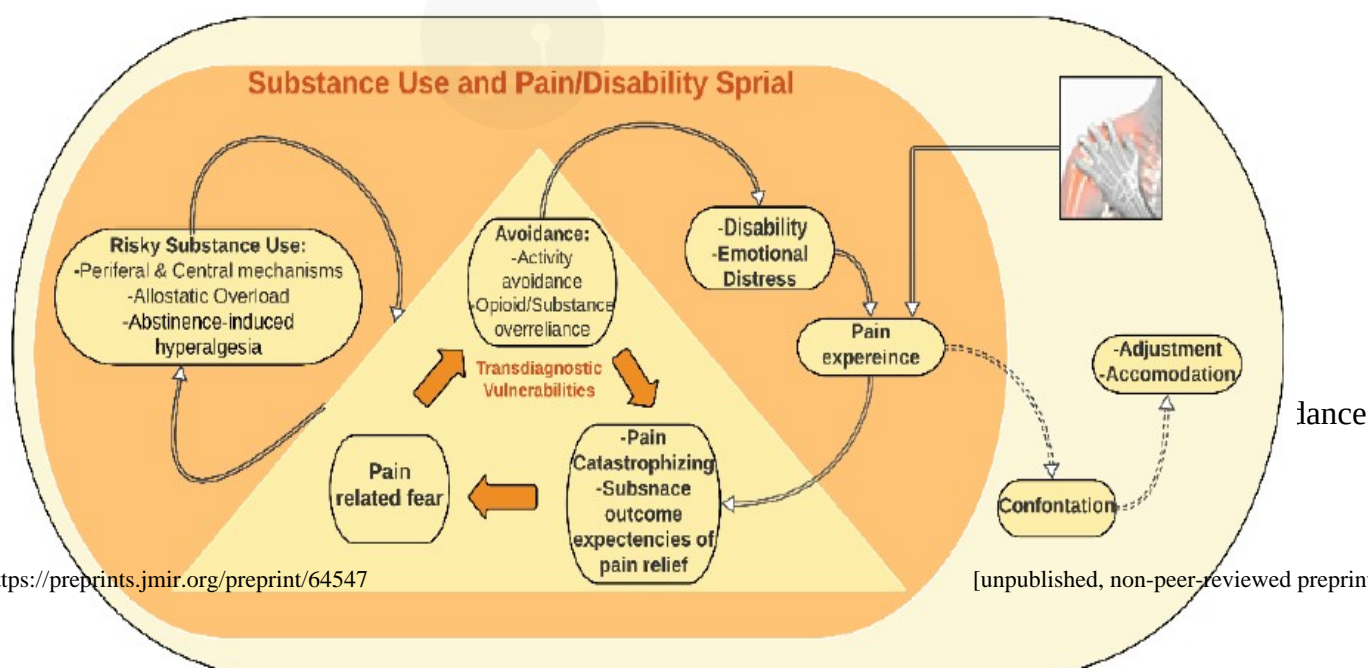 Substance Use and Pain/Disability Sprial
Risky Substance Use:
-Periferal & Central mechanisms
-Allostatic Overload
-Abstinence-induced
hyperalgesia
Avoidance:
-Activity
avoidance
-Opioid/Substance
overreliance
-Disability
-Emotional
Distress
Pain
expereince
-Adjustment
-Accomodation
Transdiagnostic
Vulnerabilities
Pain
related fear
-Pain
Catastrophizing
-Subsnace
outcome
expectencies of
pain relief
Confontation
dance
ttps://preprints.jmir.org/preprint/64547
[unpublished, non-peer-reviewed preprin